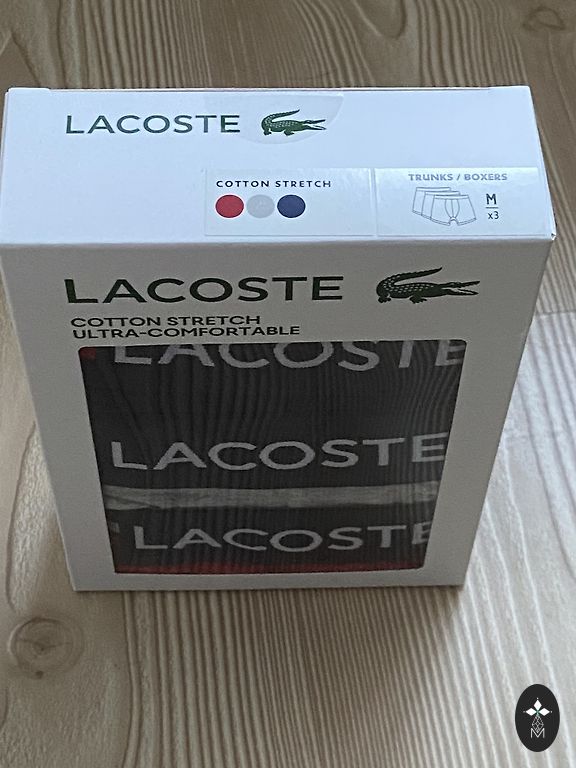 LACOSTE
COTTON STRETCH
TRUNKS / BOXERS
M
x3
LACOSTE
COTTON STRETCH
ULTRA-COMFORTABLE
LACOSTE
LACOSTE
LACOSTE
M